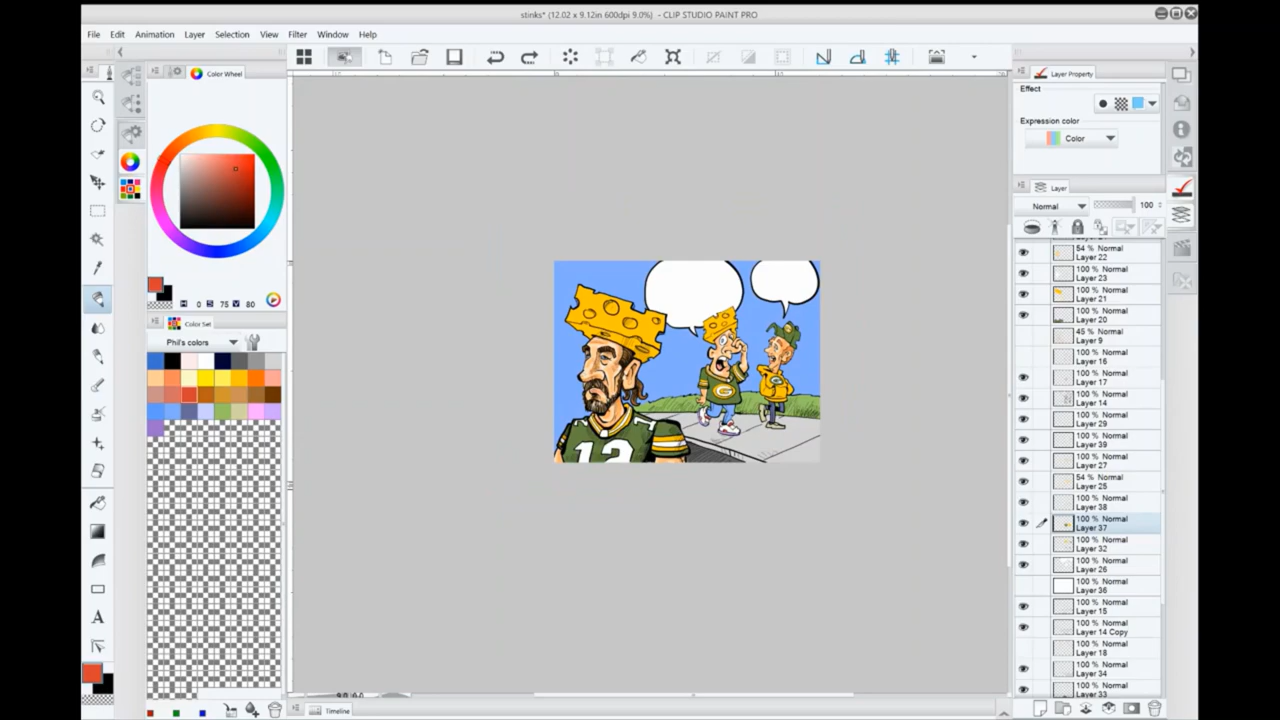 stinks* (12.02 x 9.12in 600dpi 9.0%) - CLIP STUDIO PAINT PRO
File Edit Animation Layer Selection View Filter Window Help
Color Wheel
Layer Property
Effect
Expression color
Color
Layer
Normal 100
54 % Normal
Layer 22
100 % Normal
Layer 23
100 % Normal
Layer 21
100 % Normal
Layer 20
45 % Normal
Layer 9
100 % Normal
Layer 16
100 % Normal
Layer 17
100 % Normal
Layer 14
100 % Normal
Layer 29
100 % Normal
Layer 39
100 % Normal
Layer 27
54 % Normal
Layer 25
100 % Normal
Layer 38
100 % Normal
Layer 37
100 % Normal
Layer 32
100 % Normal
Layer 26
100 % Normal
Layer 36
100 % Normal
Layer 15
100 % Normal
Layer 14 Copy
100 % Normal
Layer 18
100 % Normal
Layer 34
100 % Normal
Layer 33
H 0 S 75 V 80
Color Set
Phil's colors
G
12
A
Timeline